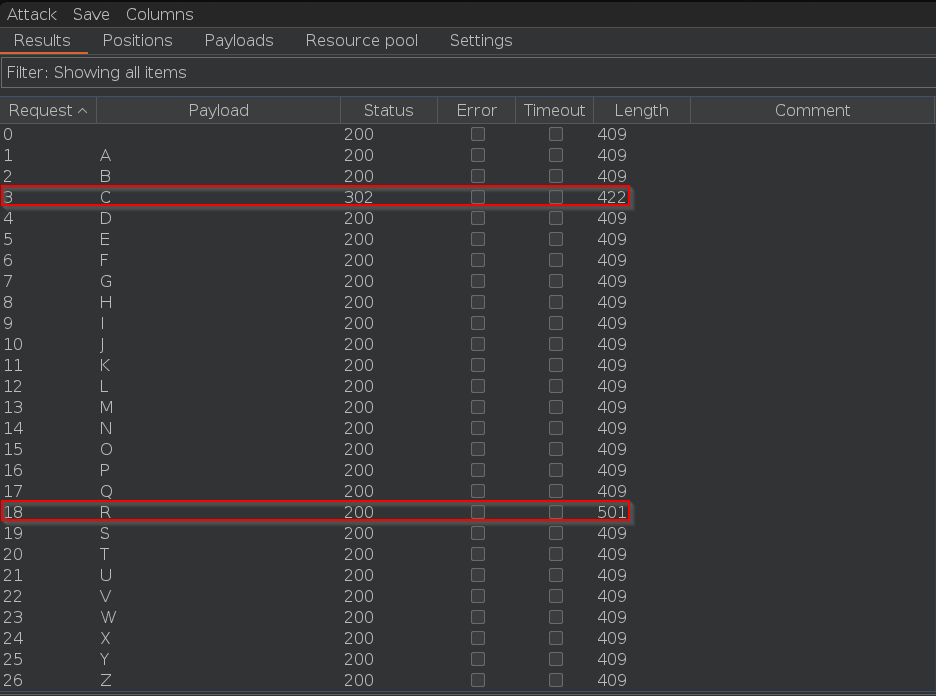 Attack Save Columns
Results Positions Payloads Resource pool Settings
Filter: Showing all items
Request Payload Status Error Timeout Length Comment
0 200 409
1 A 200 409
2 B 200 409
3 C 302 422
4 D 200 409
5 E 200 409
6 F 200 409
7 G 200 409
8 H 200 409
9 I 200 409
10 J 200 409
11 K 200 409
12 L 200 409
13 M 200 409
14 N 200 409
15 O 200 409
16 P 200 409
17 Q 200 409
18 R 200 501
19 S 200 409
20 T 200 409
21 U 200 409
22 V 200 409
23 W 200 409
24 X 200 409
25 Y 200 409
26 Z 200 409